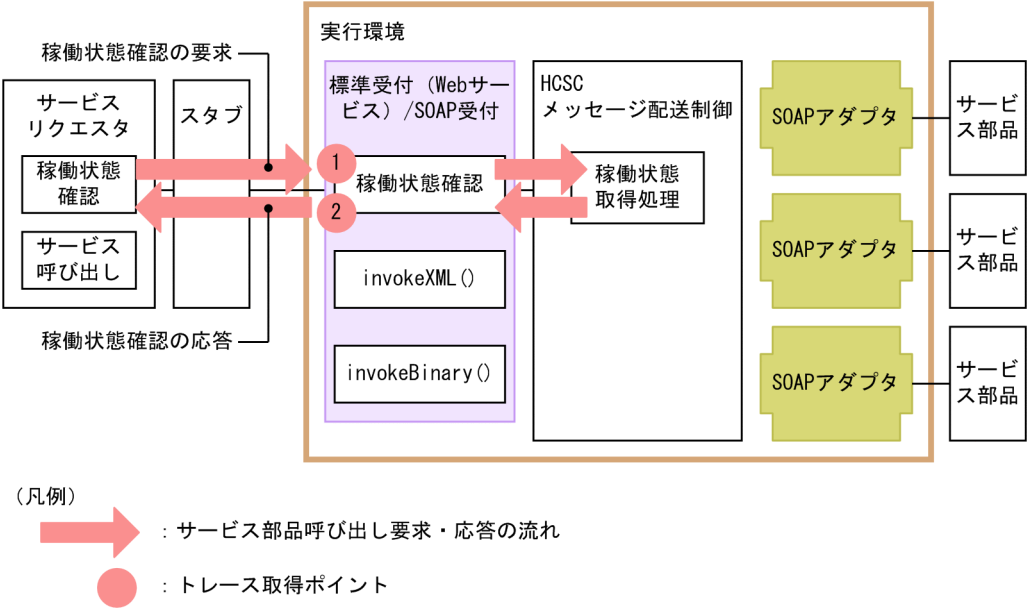 実行環境
稼働状態確認の要求
サービス
リクエスタ
稼働状態
確認
サービス
呼び出し
スタブ
稼働状態確認の応答
標準受付（Webサー
ビス）/SOAP受付
1
2
稼働状態確認
invokeXML()
invokeBinary()
HCSC
メッセージ配送制御
稼働状態
取得処理
SOAPアダプタ
サービ
ス部品
SOAPアダプタ
サービ
ス部品
SOAPアダプタ
サービ
ス部品
（凡例）
：サービス部品呼び出し要求・応答の流れ
：トレース取得ポイント